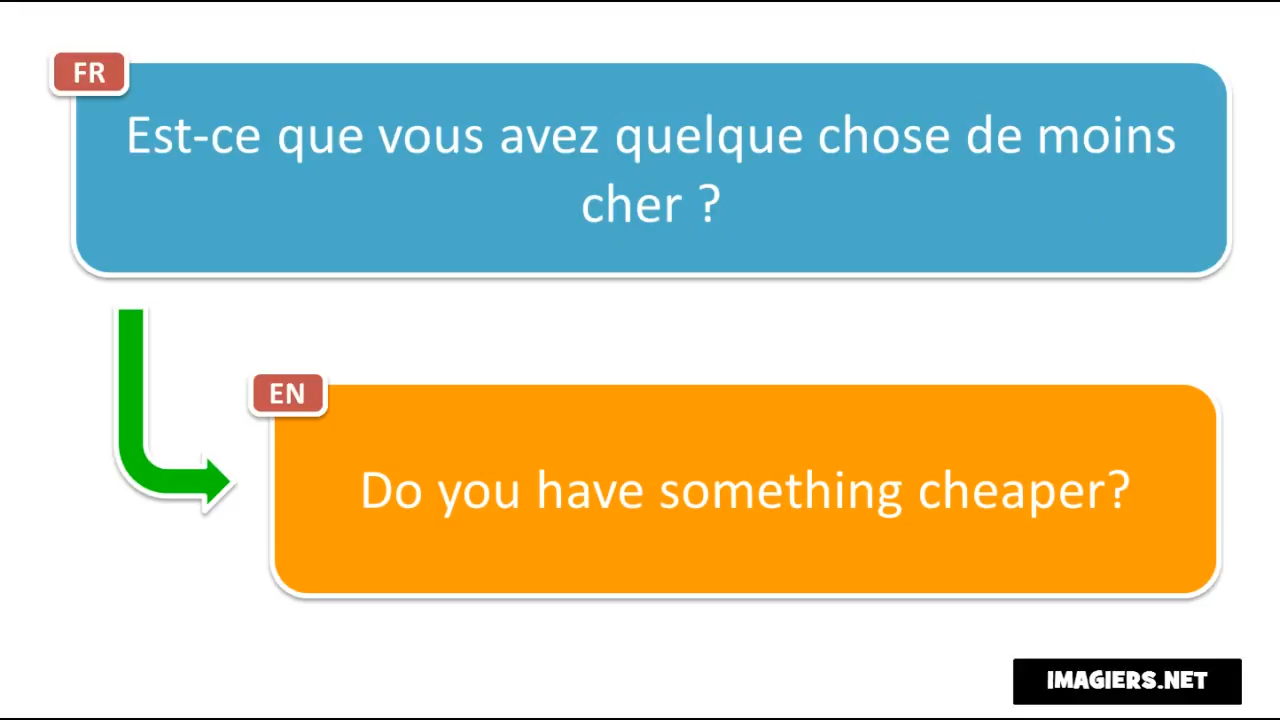 FR
Est-ce que vous avez quelque chose de moins
cher ?
EN
Do you have something cheaper?
IMAGIERS.NET